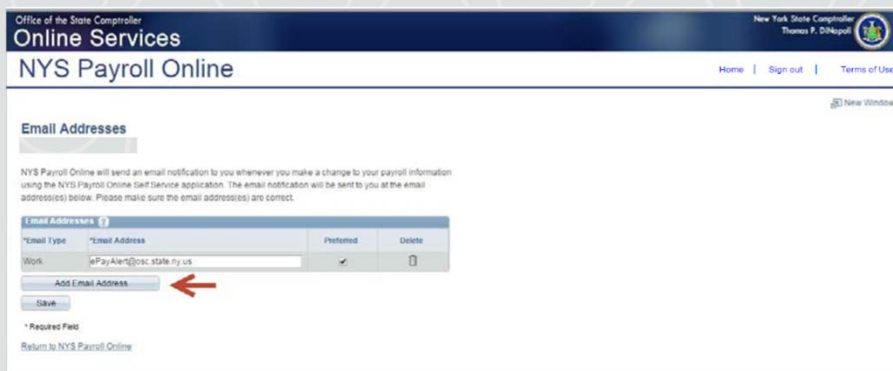 Office of the State Comptroller
Online Services
New York State Comptroller
Thomas P. DiNapoli
NYS Payroll Online
Home | Sign out | Terms of Use
New Window
Email Addresses
NYS Payroll Online will send an email notification to you whenever you make a change to your payroll information
using the NYS Payroll Online Self Service application. The email notification will be sent to you at the email
address(es) below. Please make sure the email address(es) are correct.
Email Addresses
*Email Type *Email Address Preferred Delete
Work ePayAlert@osc.state.ny.us
Add Email Address
Save
* Required Field
Return to NYS Payroll Online